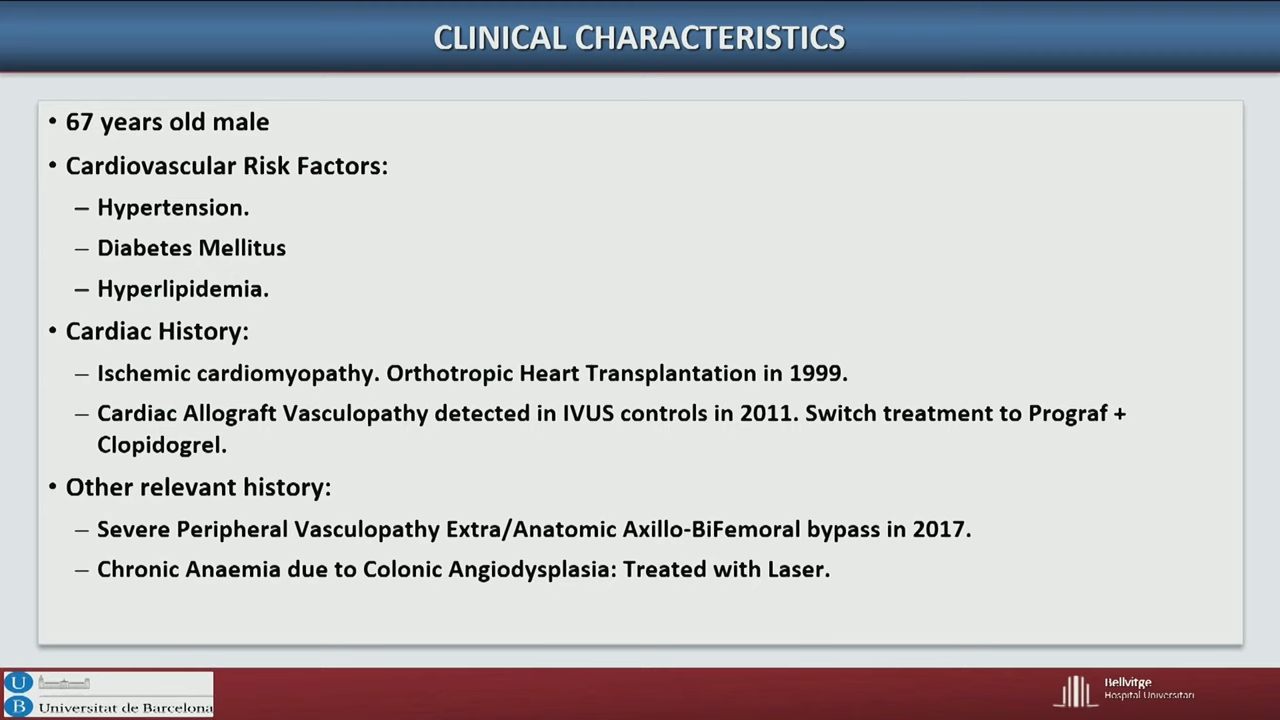 CLINICAL CHARACTERISTICS
• 67 years old male
• Cardiovascular Risk Factors:
– Hypertension.
– Diabetes Mellitus
– Hyperlipidemia.
• Cardiac History:
– Ischemic cardiomyopathy. Orthotropic Heart Transplantation in 1999.
– Cardiac Allograft Vasculopathy detected in IVUS controls in 2011. Switch treatment to Prograf +
Clopidogrel.
• Other relevant history:
– Severe Peripheral Vasculopathy Extra/Anatomic Axillo-BiFemoral bypass in 2017.
– Chronic Anaemia due to Colonic Angiodysplasia: Treated with Laser.
U
B Universitat de Barcelona
Bellvitge
Hospital Universitari